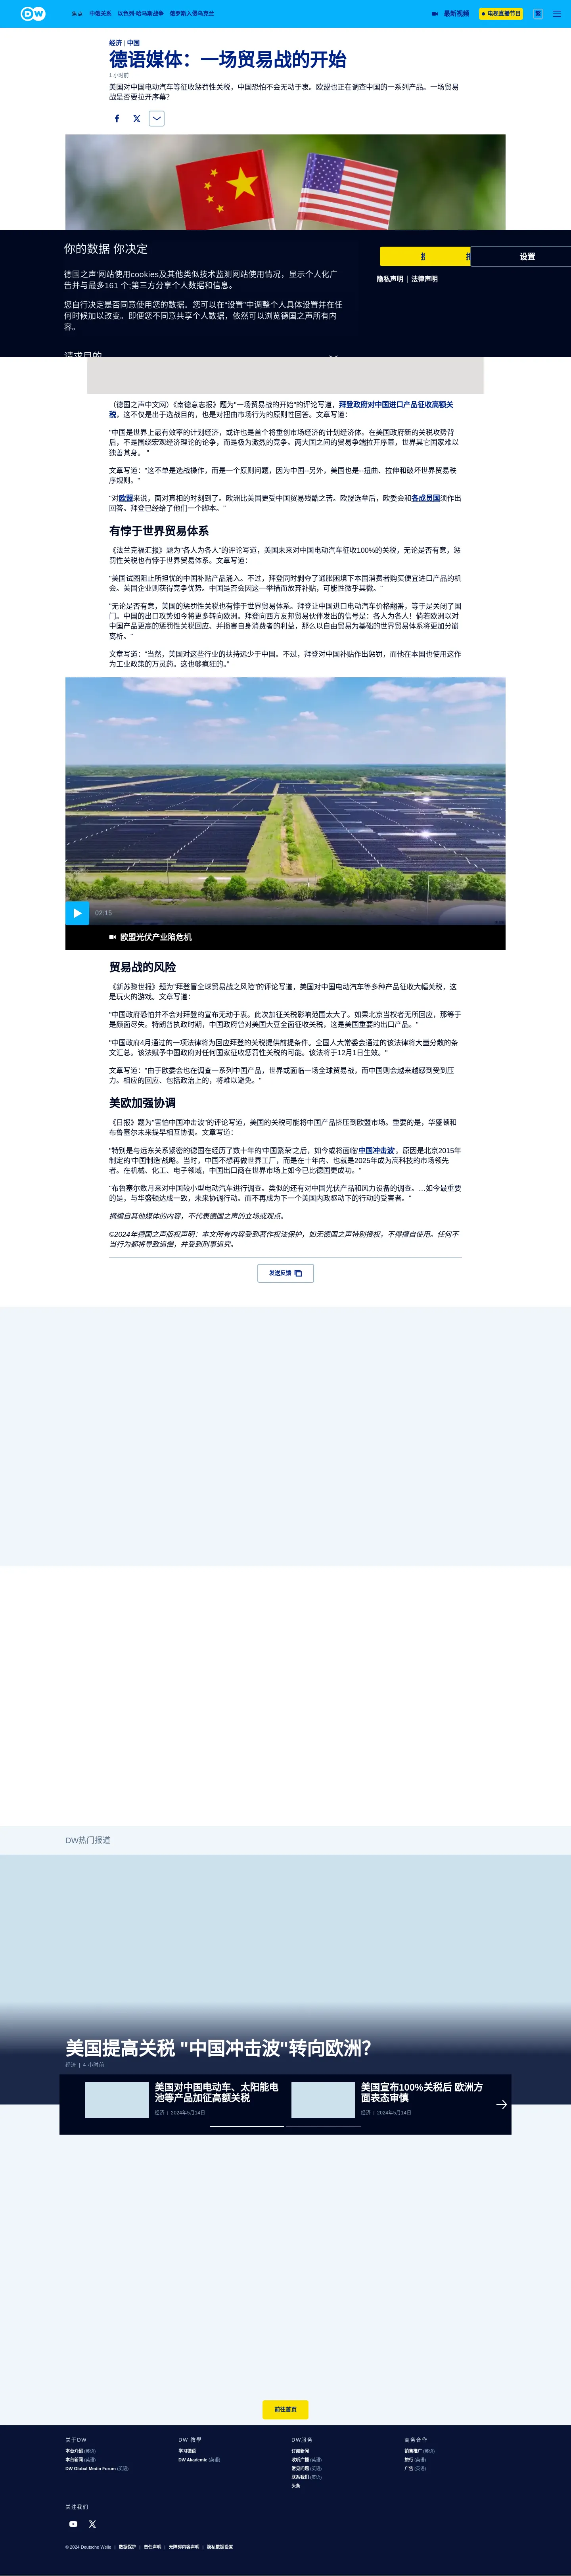 DW
焦点 中俄关系 以色列-哈马斯战争 俄罗斯入侵乌克兰 最新视频 电视直播节目 繁
经济 | 中国
德语媒体：一场贸易战的开始
1 小时前
美国对中国电动汽车等征收惩罚性关税，中国恐怕不会无动于衷。欧盟也正在调查中国的一系列产品。一场贸易
战是否要拉开序幕?
你的数据 你决定
德国之声'网站使用cookies及其他类似技术监测网站使用情况，显示个人化广
告并与最多161 个;第三方分享个人数据和信息。
您自行决定是否同意使用您的数据。您可以在“设置”中调整个人具体设置并在任
何时候加以改变。即便您不同意共享个人数据，依然可以浏览德国之声所有内
容。
请求目的
设置
隐私声明 | 法律声明
（德国之声中文网）《南德意志报》题为"一场贸易战的开始"的评论写道，拜登政府对中国进口产品征收高额关
税，这不仅是出于选战目的，也是对扭曲市场行为的原则性回答。文章写道：
"中国是世界上最有效率的计划经济，或许也是首个将重创市场经济的计划经济体。在美国政府新的关税攻势背
后，不是围绕宏观经济理论的论争，而是极为激烈的竞争。两大国之间的贸易争端拉开序幕，世界其它国家难以
独善其身。 "
文章写道："这不单是选战操作，而是一个原则问题，因为中国--另外，美国也是--扭曲、拉伸和破坏世界贸易秩
序规则。"
"对欧盟来说，面对真相的时刻到了。欧洲比美国更受中国贸易残酷之苦。欧盟选举后，欧委会和各成员国须作出
回答。拜登已经给了他们一个脚本。"
有悖于世界贸易体系
《法兰克福汇报》题为"各人为各人"的评论写道，美国未来对中国电动汽车征收100%的关税，无论是否有意，惩
罚性关税也有悖于世界贸易体系。文章写道：
"美国试图阻止所担忧的中国补贴产品涌入。不过，拜登同时剥夺了通胀困境下本国消费者购买便宜进口产品的机
会。美国企业则获得竞争优势。中国是否会因这一举措而放弃补贴，可能性微乎其微。"
"无论是否有意，美国的惩罚性关税也有悖于世界贸易体系。拜登让中国进口电动汽车价格翻番，等于是关闭了国
门。中国的出口攻势如今将更多转向欧洲。拜登向西方友邦贸易伙伴发出的信号是：各人为各人！倘若欧洲以对
中国产品更高的惩罚性关税回应、并损害自身消费者的利益，那么以自由贸易为基础的世界贸易体系将更加分崩
离析。"
文章写道："当然，美国对这些行业的扶持远少于中国。不过，拜登对中国补贴作出惩罚，而他在本国也使用这作
为工业政策的万灵药。这也够疯狂的。"
02:15
欧盟光伏产业陷危机
贸易战的风险
《新苏黎世报》题为"拜登冒全球贸易战之风险"的评论写道，美国对中国电动汽车等多种产品征收大幅关税，这
是玩火的游戏。文章写道：
"中国政府恐怕并不会对拜登的宣布无动于衷。此次加征关税影响范围太大了。如果北京当权者无所回应，那等于
是颜面尽失。特朗普执政时期，中国政府曾对美国大豆全面征收关税，这是美国重要的出口产品。"
"中国政府4月通过的一项法律将为回应拜登的关税提供前提条件。全国人大常委会通过的该法律将大量分散的条
文汇总。该法赋予中国政府对任何国家征收惩罚性关税的可能。该法将于12月1日生效。"
文章写道："由于欧委会也在调查一系列中国产品，世界或面临一场全球贸易战，而中国则会越来越感到受到压
力。相应的回应、包括政治上的，将难以避免。"
美欧加强协调
《日报》题为"害怕中国冲击波"的评论写道，美国的关税可能将中国产品挤压到欧盟市场。重要的是，华盛顿和
布鲁塞尔未来提早相互协调。文章写道：
"特别是与远东关系紧密的德国在经历了数十年的'中国繁荣'之后，如今或将面临'中国冲击波'。原因是北京2015年
制定的'中国制造'战略。当时，中国不想再做世界工厂，而是在十年内、也就是到2025年成为高科技的市场领先
者。在机械、化工、电子领域，中国出口商在世界市场上如今已比德国更成功。"
"布鲁塞尔数月来对中国较小型电动汽车进行调查。类似的还有对中国光伏产品和风力设备的调查。…如今最重要
的是，与华盛顿达成一致，未来协调行动。而不再成为下一个美国内政驱动下的行动的受害者。"
摘编自其他媒体的内容，不代表德国之声的立场或观点。
©2024年德国之声版权声明：本文所有内容受到著作权法保护，如无德国之声特别授权，不得擅自使用。任何不
当行为都将导致追偿，并受到刑事追究。
发送反馈
DW热门报道
美国提高关税 "中国冲击波"转向欧洲?
经济 | 4 小时前
美国对中国电动车、太阳能电
池等产品加征高额关税
经济 | 2024年5月14日
美国宣布100%关税后 欧洲方
面表态审慎
经济 | 2024年5月14日
前往首页
关于DW
本台介绍 (英语)
本台新闻 (英语)
DW Global Media Forum (英语)
DW 教學
学习德语
DW Akademie (英语)
DW服务
订阅新闻
收听广播 (英语)
常见问题 (英语)
联系我们 (英语)
头条
商务合作
销售推广 (英语)
旅行 (英语)
广告 (英语)
关注我们
© 2024 Deutsche Welle | 数据保护 | 责任声明 | 无障碍内容声明 | 隐私数据设置